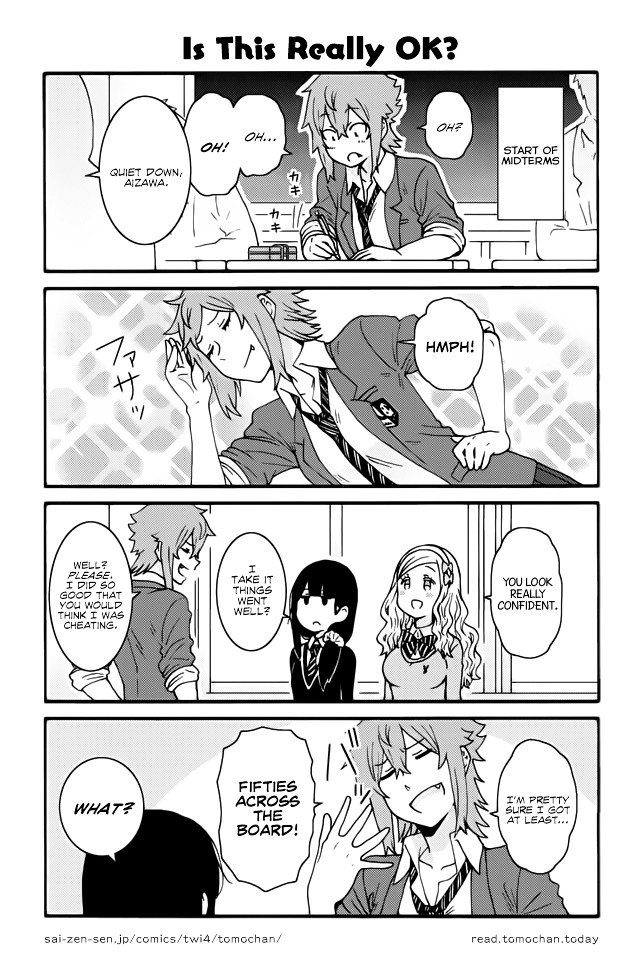 Is This Really OK?
START OF
MIDTERMS
OH?
OH...
OH!
カキ
カキ
QUIET DOWN,
AIZAWA.
HMPH!
ファサッ
YOU LOOK
REALLY
CONFIDENT.
I
TAKE IT
THINGS
WENT
WELL?
WELL?
PLEASE.
I DID SO
GOOD THAT
YOU WOULD
THINK I WAS
CHEATING.
I'M PRETTY
SURE I GOT
AT LEAST...
FIFTIES
ACROSS
THE
BOARD!
WHAT?
sai-zen-sen.jp/comics/twi4/tomochan/
read.tomochan.today